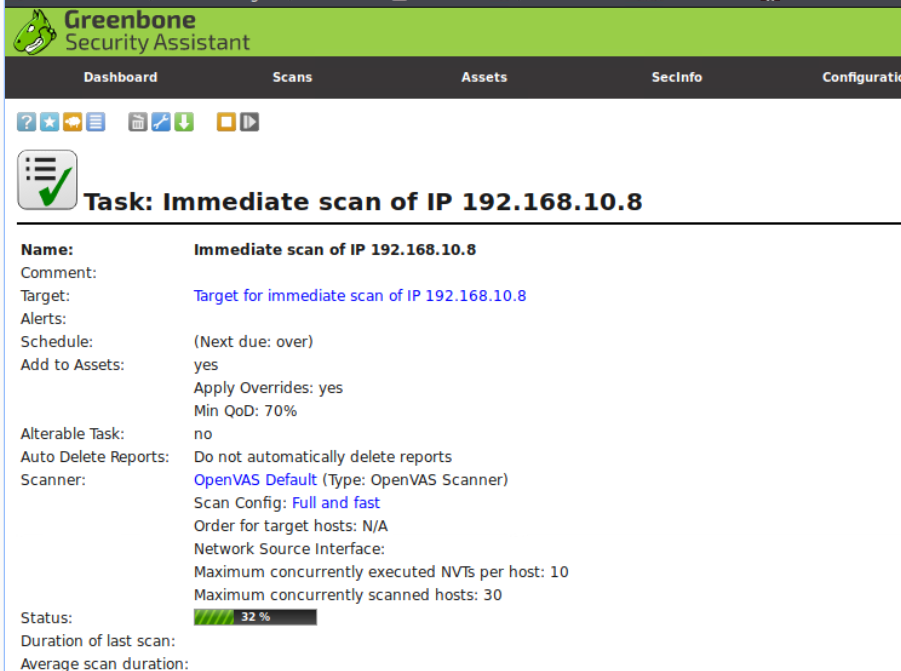 Greenbone
Security Assistant
Dashboard Scans Assets SecInfo Configuratio
Task: Immediate scan of IP 192.168.10.8
Name: Immediate scan of IP 192.168.10.8
Comment:
Target: Target for immediate scan of IP 192.168.10.8
Alerts:
Schedule: (Next due: over)
Add to Assets: yes
Apply Overrides: yes
Min QoD: 70%
Alterable Task: no
Auto Delete Reports: Do not automatically delete reports
Scanner: OpenVAS Default (Type: OpenVAS Scanner)
Scan Config: Full and fast
Order for target hosts: N/A
Network Source Interface:
Maximum concurrently executed NVTs per host: 10
Maximum concurrently scanned hosts: 30
Status: 32 %
Duration of last scan:
Average scan duration: